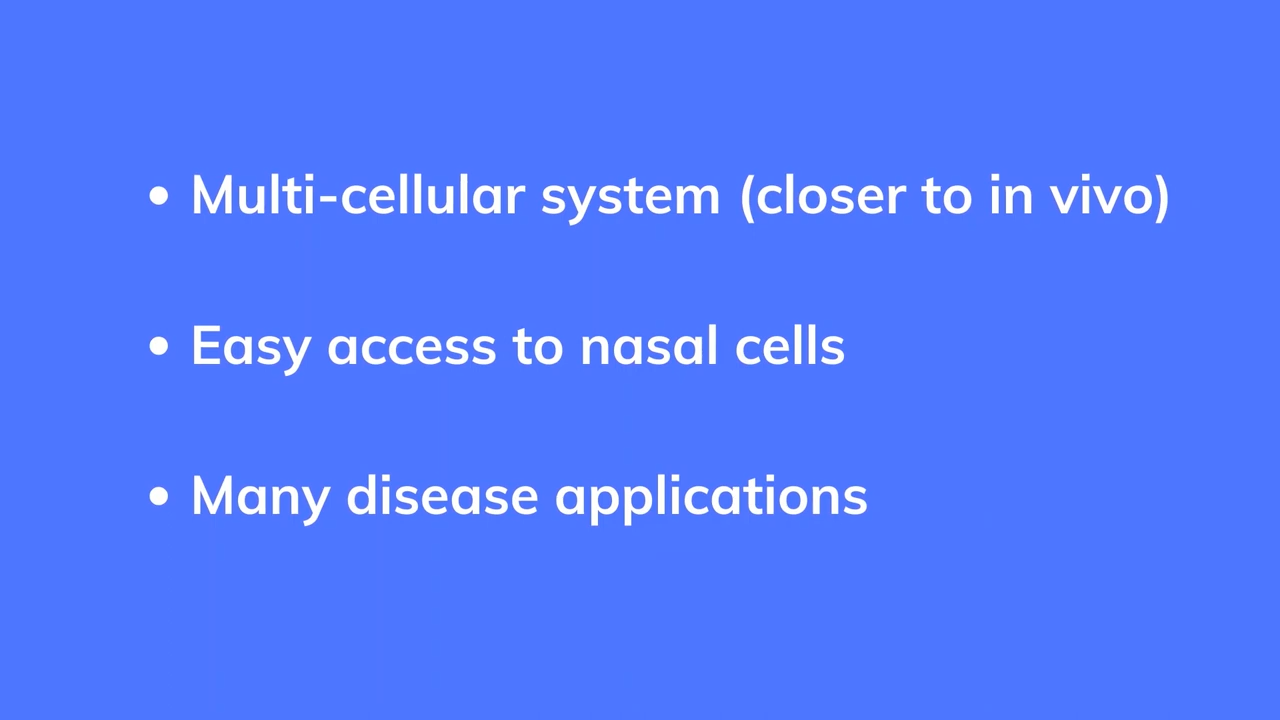 • Multi-cellular system (closer to in vivo)
• Easy access to nasal cells
• Many disease applications